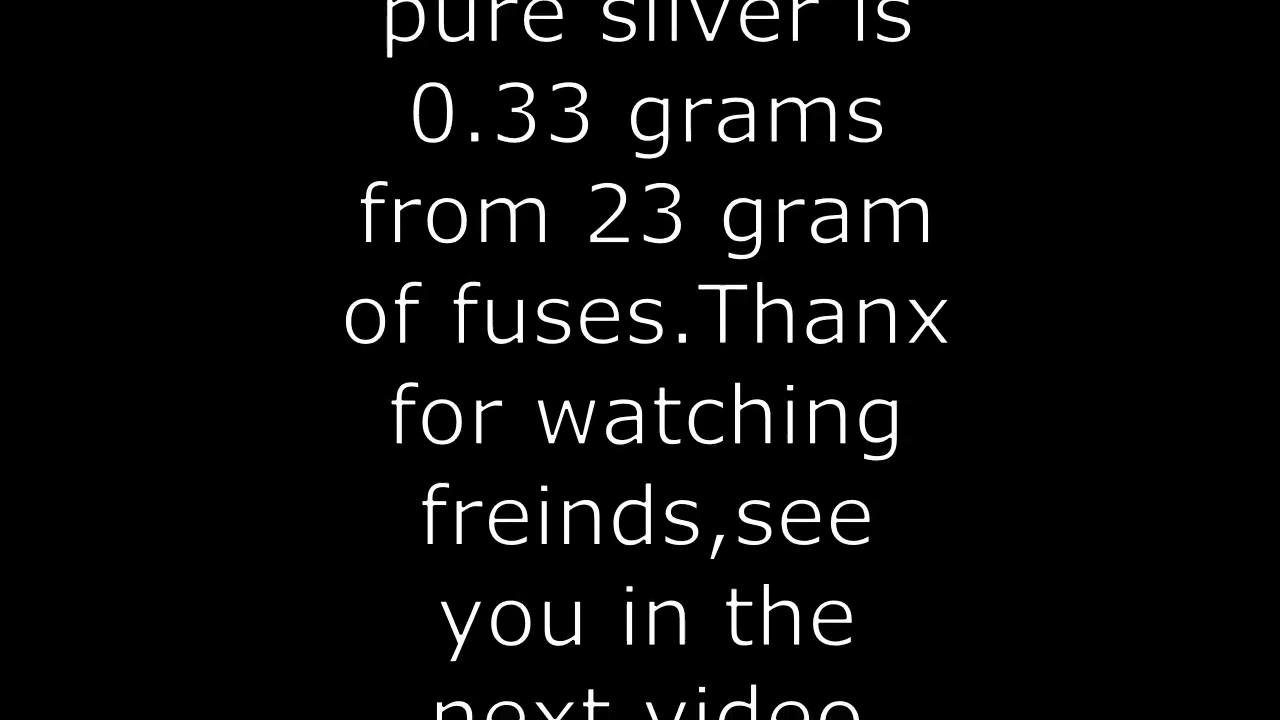 pure silver is
0.33 grams
from 23 gram
of fuses.Thanx
for watching
freinds,see
you in the
next video